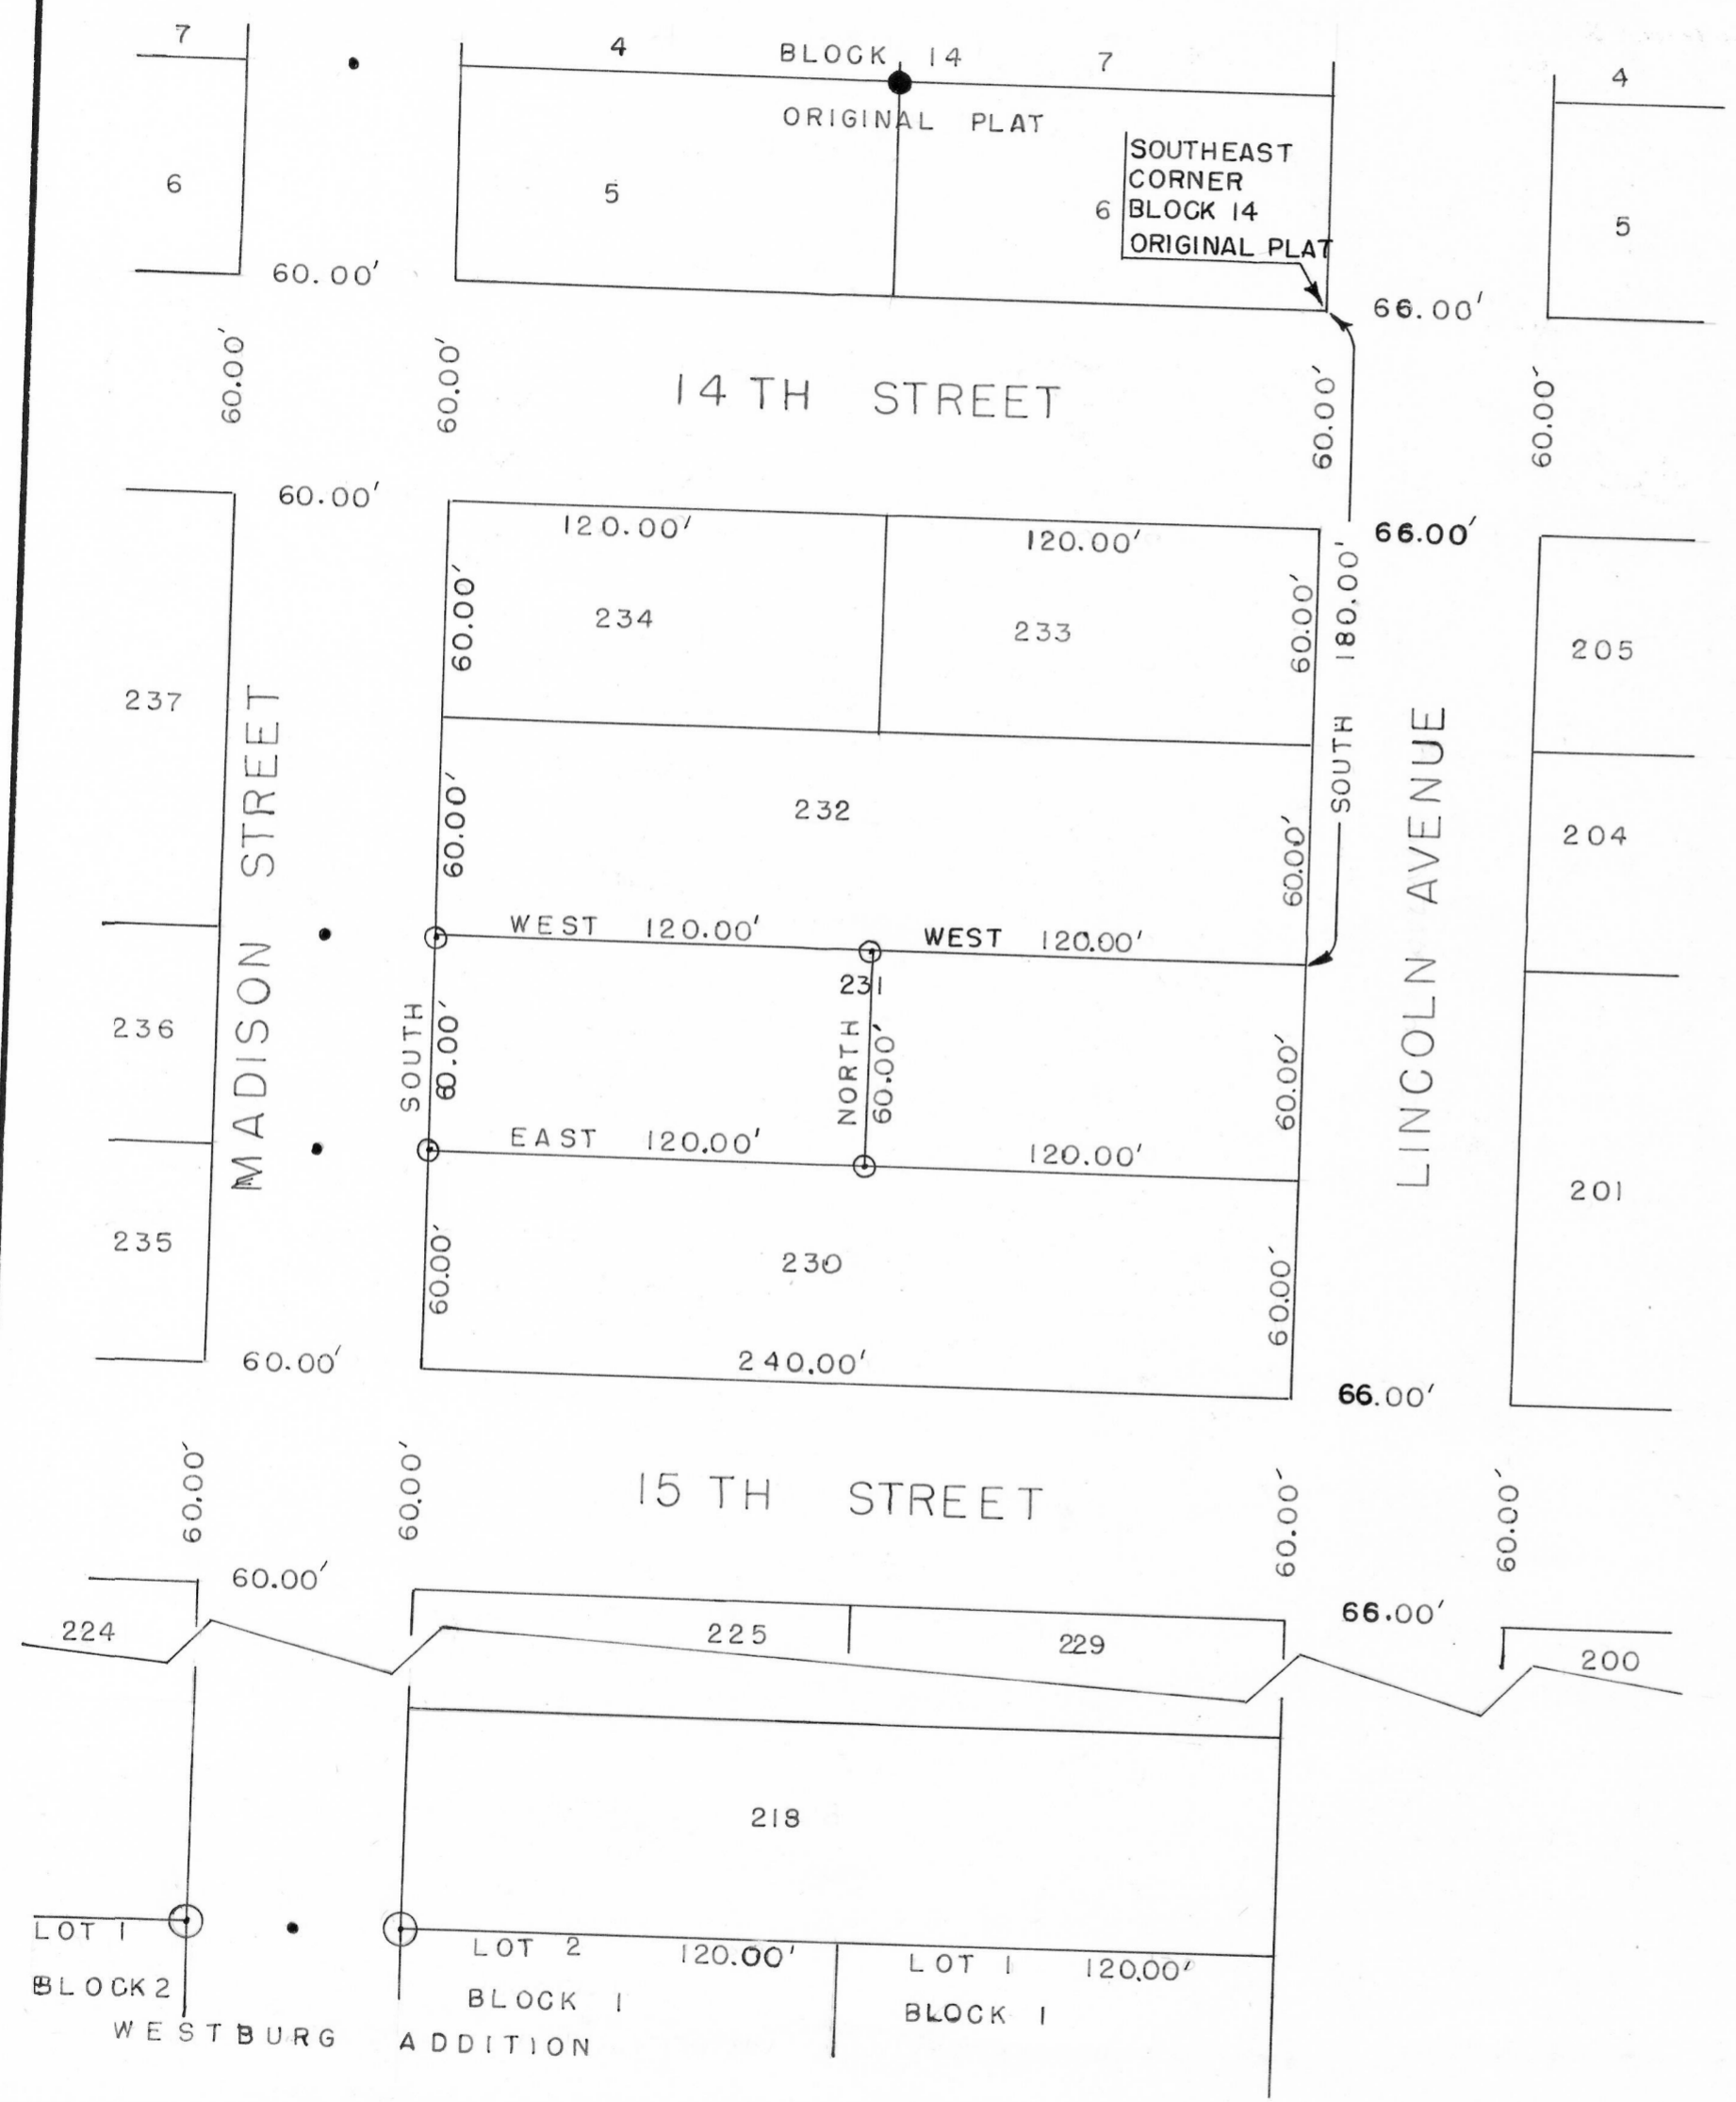 7
4
BLOCK 14
7
4
ORIGINAL PLAT
SOUTHEAST
CORNER
BLOCK 14
ORIGINAL PLAT
6
5
6
5
60.00'
66.00'
60.00'
60.00'
14TH STREET
60.00'
60.00'
60.00'
120.00'
120.00'
66.00'
60.00'
234
233
60.00'
SOUTH 180.00'
205
237
MADISON STREET
60.00'
232
60.00'
LINCOLN AVENUE
204
WEST 120.00'
WEST 120.00'
231
236
SOUTH
60.00'
NORTH
60.00'
60.00'
EAST 120.00'
120.00'
201
235
60.00'
230
60.00'
60.00'
240.00'
66.00'
60.00'
60.00'
15TH STREET
60.00'
60.00'
60.00'
66.00'
224
225
229
200
218
LOT 1
BLOCK 2
LOT 2 120.00'
BLOCK 1
LOT 1 120.00'
BLOCK 1
WESTBURG ADDITION